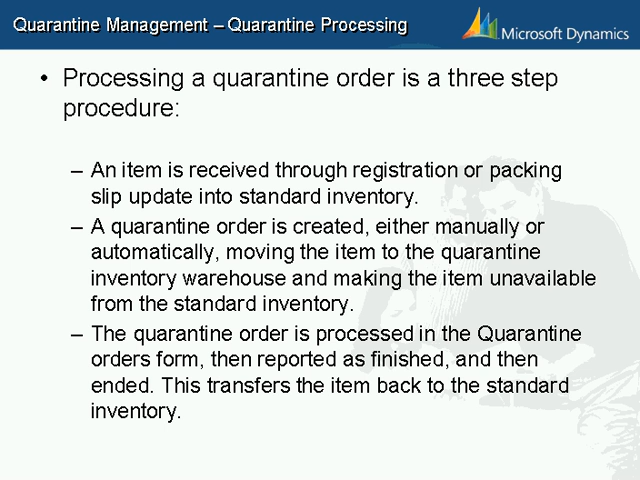 Quarantine Management – Quarantine Processing
Microsoft Dynamics
• Processing a quarantine order is a three step
procedure:
– An item is received through registration or packing
slip update into standard inventory.
– A quarantine order is created, either manually or
automatically, moving the item to the quarantine
inventory warehouse and making the item unavailable
from the standard inventory.
– The quarantine order is processed in the Quarantine
orders form, then reported as finished, and then
ended. This transfers the item back to the standard
inventory.